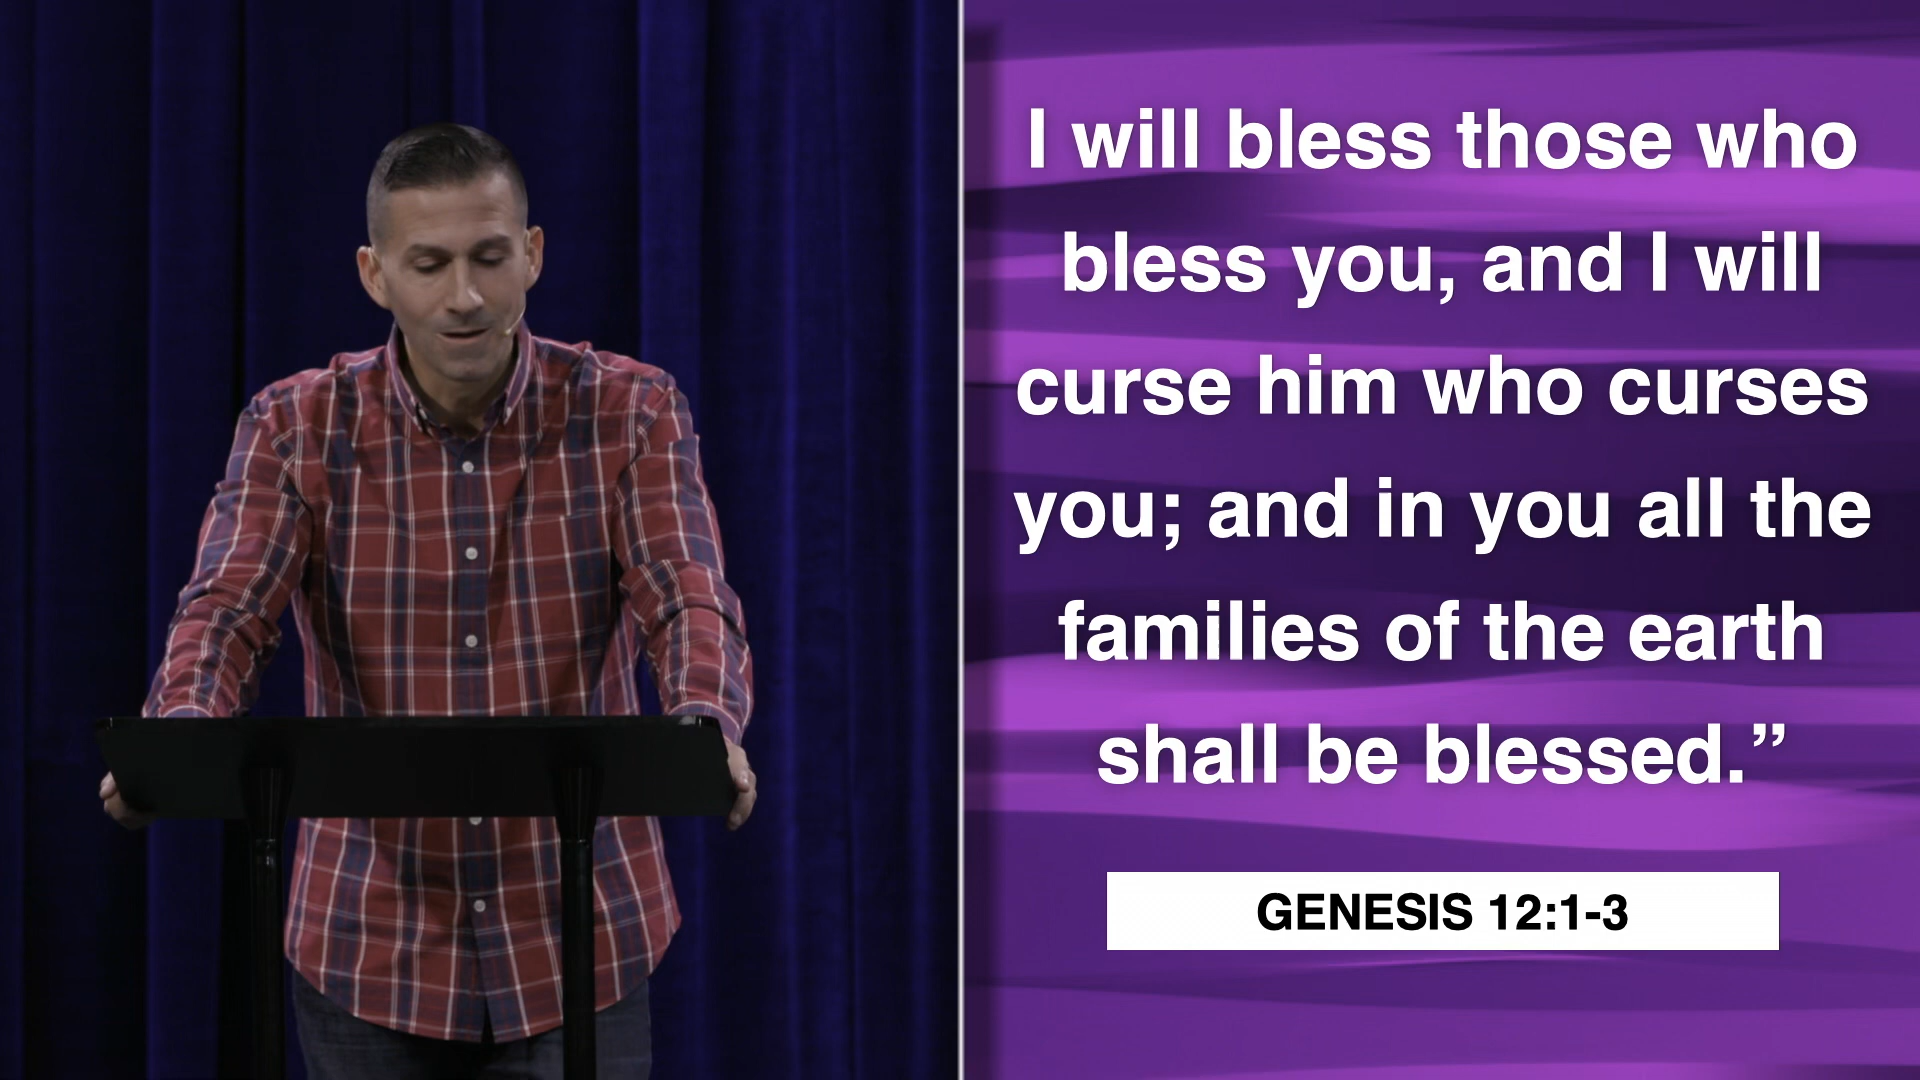 I will bless those who
bless you, and I will
curse him who curses
you; and in you all the
families of the earth
shall be blessed.”
GENESIS 12:1-3